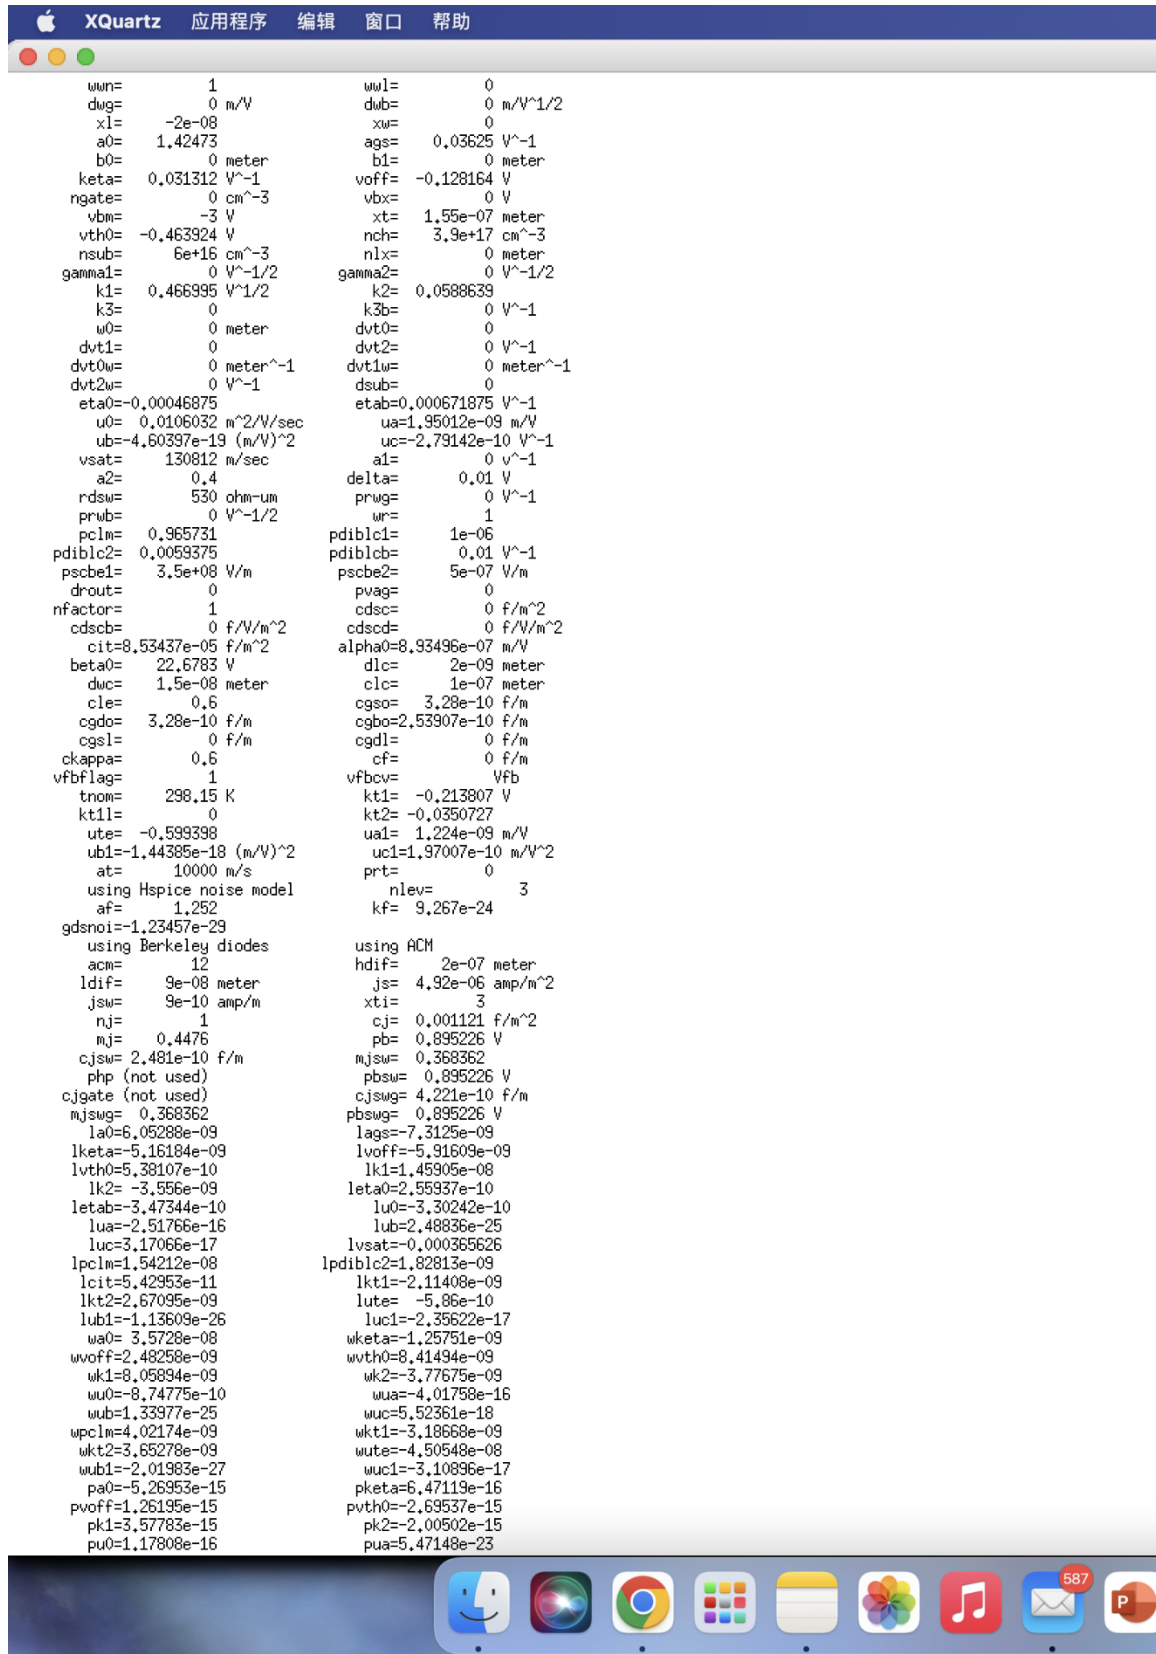 XQuartz 应用程序 编辑 窗口 帮助
wwn= 1 wwl= 0
dwg= 0 m/V dwb= 0 m/V^1/2
xl= -2e-08 xw= 0
a0= 1.42473 ags= 0.03625 V^-1
b0= 0 meter b1= 0 meter
keta= 0.031312 V^-1 voff= -0.128164 V
ngate= 0 cm^-3 vbx= 0 V
vbm= -3 V xt= 1.55e-07 meter
vth0= -0.463924 V nch= 3.9e+17 cm^-3
nsub= 6e+16 cm^-3 nlx= 0 meter
gamma1= 0 V^-1/2 gamma2= 0 V^-1/2
k1= 0.466995 V^1/2 k2= 0.0588639
k3= 0 k3b= 0 V^-1
w0= 0 meter dvt0= 0
dvt1= 0 dvt2= 0 V^-1
dvt0w= 0 meter^-1 dvt1w= 0 meter^-1
dvt2w= 0 V^-1 dsub= 0
eta0=-0.00046875 etab=0.000671875 V^-1
u0= 0.0106032 m^2/V/sec ua=1.95012e-09 m/V
ub=-4.60397e-19 (m/V)^2 uc=-2.79142e-10 V^-1
vsat= 130812 m/sec a1= 0 v^-1
a2= 0.4 delta= 0.01 V
rdsw= 530 ohm-um prwg= 0 V^-1
prwb= 0 V^-1/2 wr= 1
pclm= 0.965731 pdiblc1= 1e-06
pdiblc2= 0.0059375 pdiblcb= 0.01 V^-1
pscbe1= 3.5e+08 V/m pscbe2= 5e-07 V/m
drout= 0 pvag= 0
nfactor= 1 cdsc= 0 f/m^2
cdscb= 0 f/V/m^2 cdscd= 0 f/V/m^2
cit=8.53437e-05 f/m^2 alpha0=8.93496e-07 m/V
beta0= 22.6783 V dlc= 2e-09 meter
dwc= 1.5e-08 meter clc= 1e-07 meter
cle= 0.6 cgso= 3.28e-10 f/m
cgdo= 3.28e-10 f/m cgbo=2.53907e-10 f/m
cgsl= 0 f/m cgdl= 0 f/m
ckappa= 0.6 cf= 0 f/m
vfbflag= 1 vfbcv= Vfb
tnom= 298.15 K kt1= -0.213807 V
kt1l= 0 kt2= -0.0350727
ute= -0.599398 ua1= 1.224e-09 m/V
ub1=-1.44385e-18 (m/V)^2 uc1=1.97007e-10 m/V^2
at= 10000 m/s prt= 0
using Hspice noise model nlev= 3
af= 1.252 kf= 9.267e-24
gdsnoi=-1.23457e-29
using Berkeley diodes using ACM
acm= 12 hdif= 2e-07 meter
ldif= 9e-08 meter js= 4.92e-06 amp/m^2
jsw= 9e-10 amp/m xti= 3
nj= 1 cj= 0.001121 f/m^2
mj= 0.4476 pb= 0.895226 V
cjsw= 2.481e-10 f/m mjsw= 0.368362
php (not used) pbsw= 0.895226 V
cjgate (not used) cjswg= 4.221e-10 f/m
mjswg= 0.368362 pbswg= 0.895226 V
la0=6.05288e-09 lags=-7.3125e-09
lketa=-5.16184e-09 lvoff=-5.91609e-09
lvth0=5.38107e-10 lk1=1.45905e-08
lk2= -3.556e-09 leta0=2.55937e-10
letab=-3.47344e-10 lu0=-3.30242e-10
lua=-2.51766e-16 lub=2.48836e-25
luc=3.17066e-17 lvsat=-0.000365626
lpclm=1.54212e-08 lpdiblc2=1.82813e-09
lcit=5.42953e-11 lkt1=-2.11408e-09
lkt2=2.67095e-09 lute= -5.86e-10
lub1=-1.13609e-26 luc1=-2.35622e-17
wa0= 3.5728e-08 wketa=-1.25751e-09
wvoff=2.48258e-09 wvth0=8.41494e-09
wk1=8.05894e-09 wk2=-3.77675e-09
wu0=-8.74775e-10 wua=-4.01758e-16
wub=1.33977e-25 wuc=5.52361e-18
wpclm=4.02174e-09 wkt1=-3.18668e-09
wkt2=3.65278e-09 wute=-4.50548e-08
wub1=-2.01983e-27 wuc1=-3.10896e-17
pa0=-5.26953e-15 pketa=6.47119e-16
pvoff=1.26195e-15 pvth0=-2.69537e-15
pk1=3.57783e-15 pk2=-2.00502e-15
pu0=1.17808e-16 pua=5.47148e-23
587
P